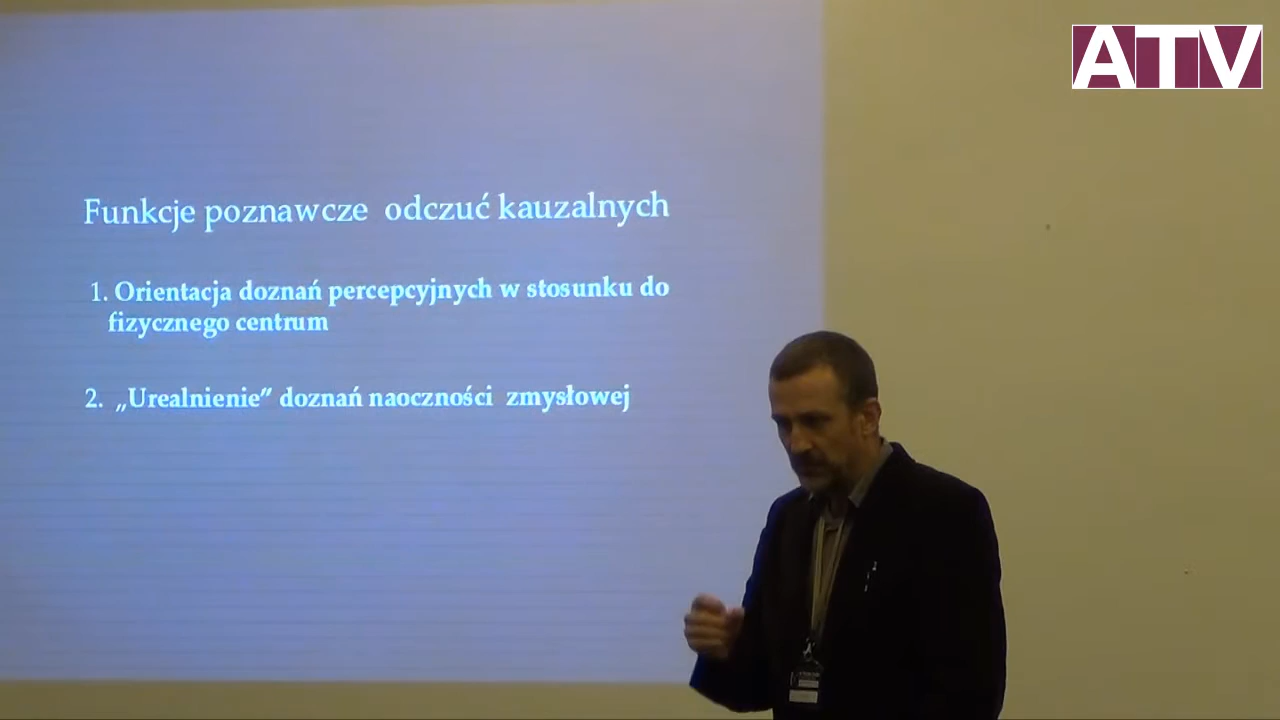 ATV
Funkcje poznawcze odczuć kauzalnych
1. Orientacja doznań percepcyjnych w stosunku do
fizycznego centrum
2. „Urealnienie” doznań naoczności zmysłowej